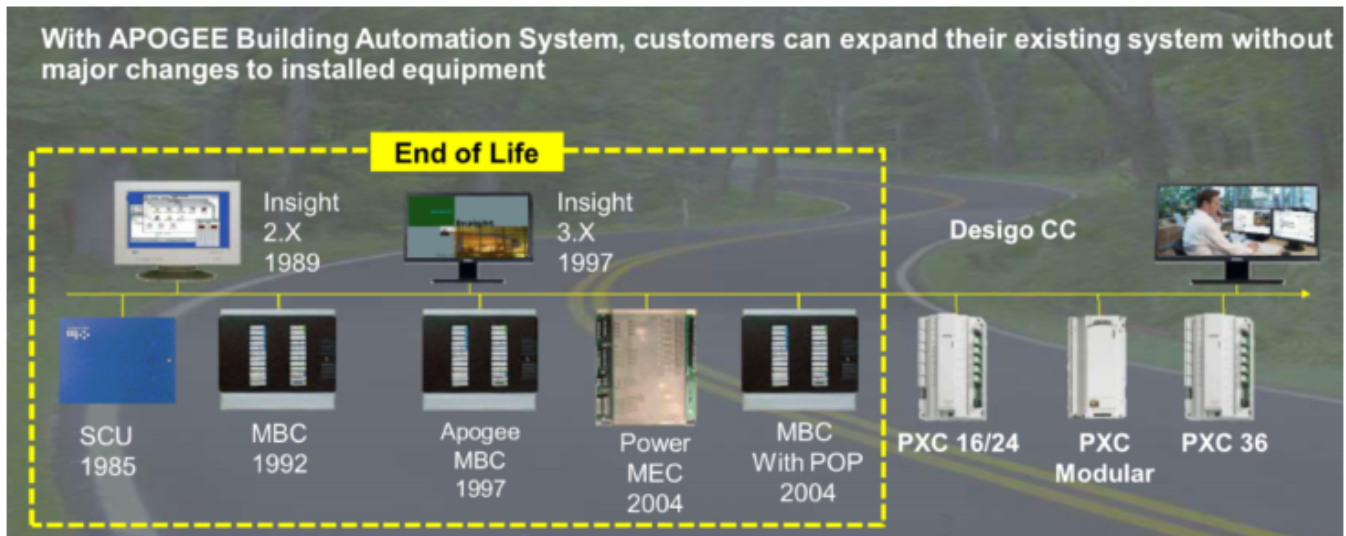 With APOGEE Building Automation System, customers can expand their existing system without
major changes to installed equipment
End of Life
Insight
2.X
1989
Insight
3.X
1997
Desigo CC
SCU
1985
MBC
1992
Apogee
MBC
1997
Power
MEC
2004
MBC
With POP
2004
PXC 16/24
PXC
Modular
PXC 36